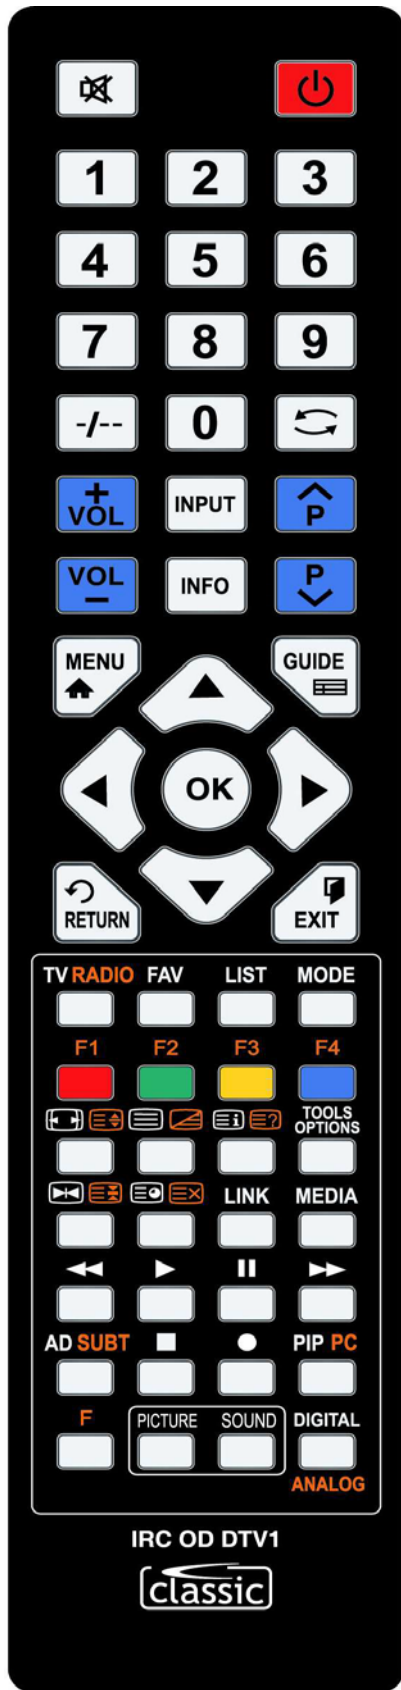 1 2 3
4 5 6
7 8 9
-/-- 0
+
VOL INPUT P
VOL
- INFO P
MENU GUIDE
OK
RETURN EXIT
TV RADIO FAV LIST MODE
F1 F2 F3 F4
TOOLS
OPTIONS
LINK MEDIA
AD SUBT PIP PC
F PICTURE SOUND DIGITAL
ANALOG
IRC OD DTV1
classic